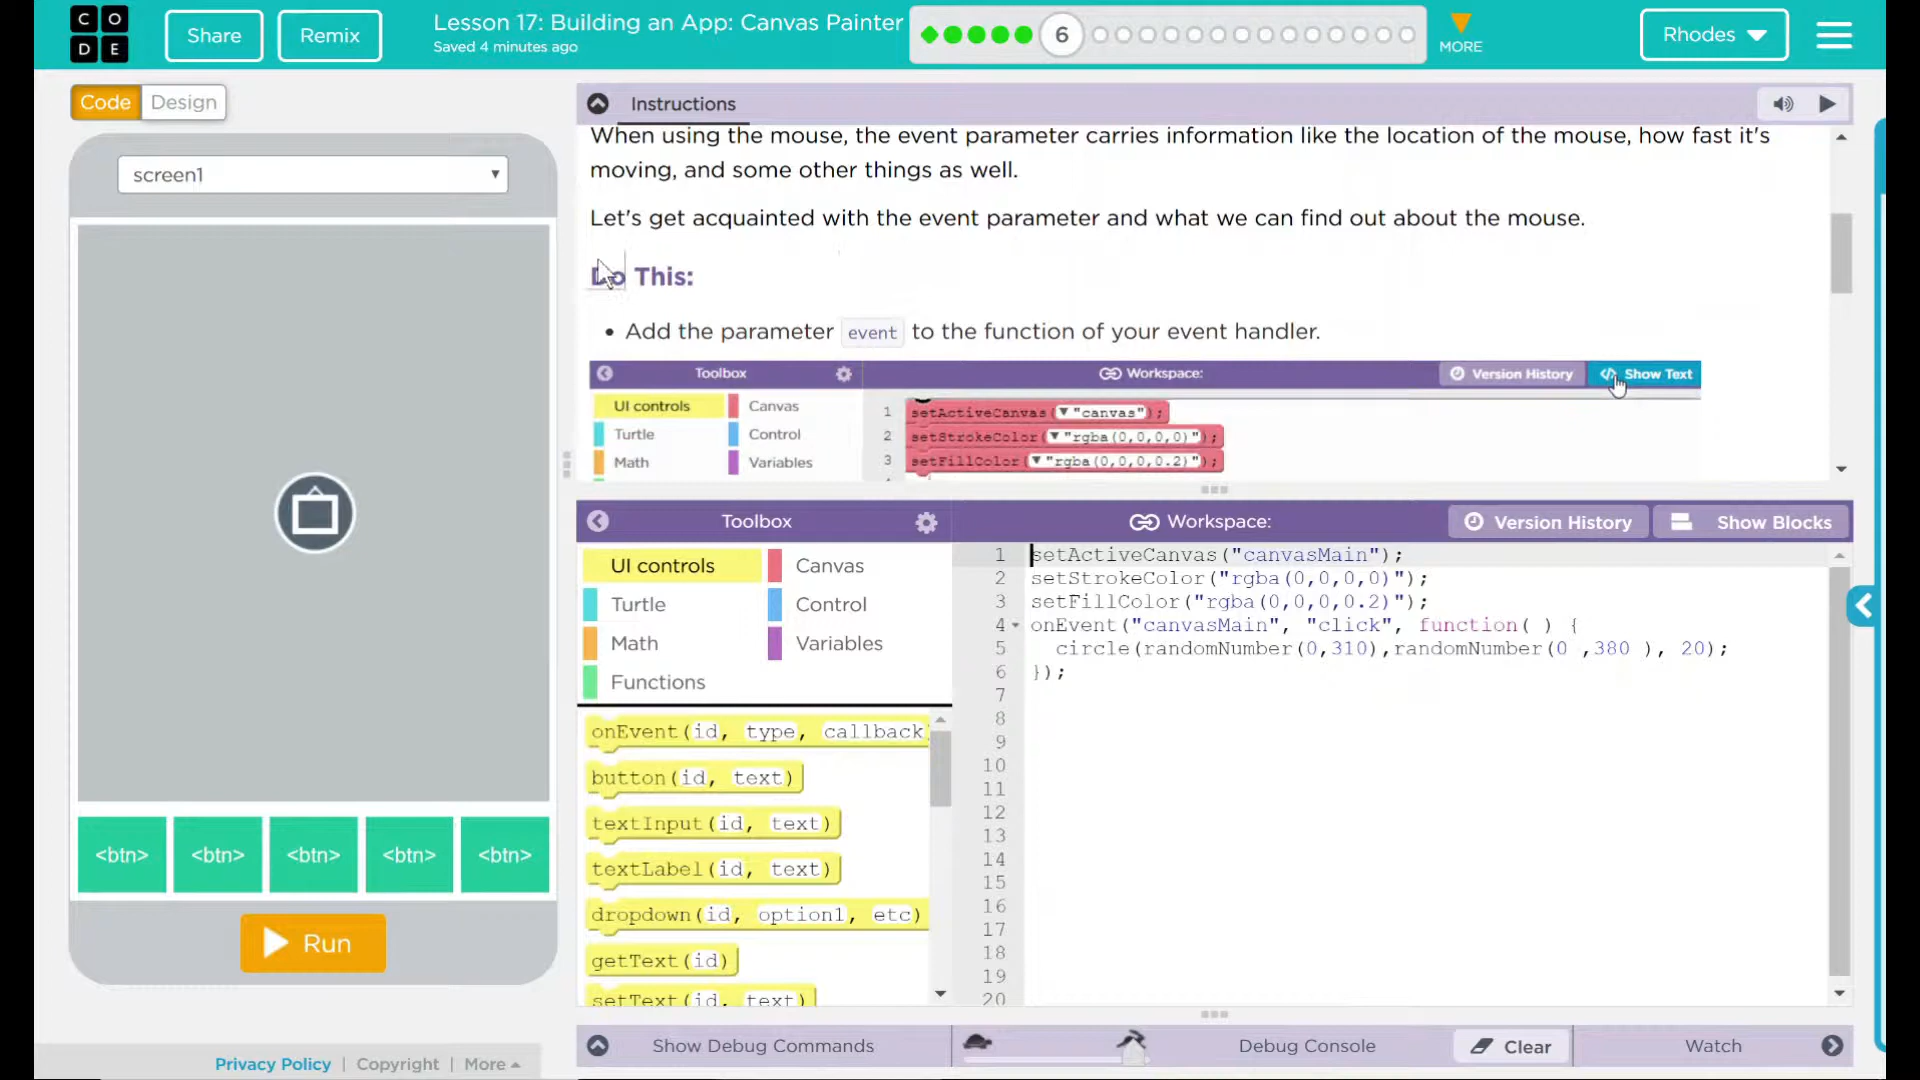 C O D E
Share
Remix
Lesson 17: Building an App: Canvas Painter
Saved 4 minutes ago
6
MORE
Rhodes
Code
Design
screen1
<btn>
<btn>
<btn>
<btn>
<btn>
Run
Privacy Policy | Copyright | More
Instructions
When using the mouse, the event parameter carries information like the location of the mouse, how fast it's
moving, and some other things as well.
Let's get acquainted with the event parameter and what we can find out about the mouse.
Do This:
• Add the parameter event to the function of your event handler.
Toolbox
Workspace:
Version History
Show Text
UI controls
Canvas
Turtle
Control
Math
Variables
1 setActiveCanvas("canvas");
2 setStrokeColor("rgba(0,0,0,0)");
3 setFillColor("rgba(0,0,0,0.2)");
Toolbox
Workspace:
Version History
Show Blocks
UI controls
Canvas
Turtle
Control
Math
Variables
Functions
onEvent(id, type, callback
button(id, text)
textInput(id, text)
textLabel(id, text)
dropdown(id, option1, etc)
getText(id)
setText(id, text)
1 setActiveCanvas("canvasMain");
2 setStrokeColor("rgba(0,0,0,0)");
3 setFillColor("rgba(0,0,0,0.2)");
4 onEvent("canvasMain", "click", function( ) {
5 circle(randomNumber(0,310),randomNumber(0 ,380 ), 20);
6 });
7
8
9
10
11
12
13
14
15
16
17
18
19
20
Show Debug Commands
Debug Console
Clear
Watch